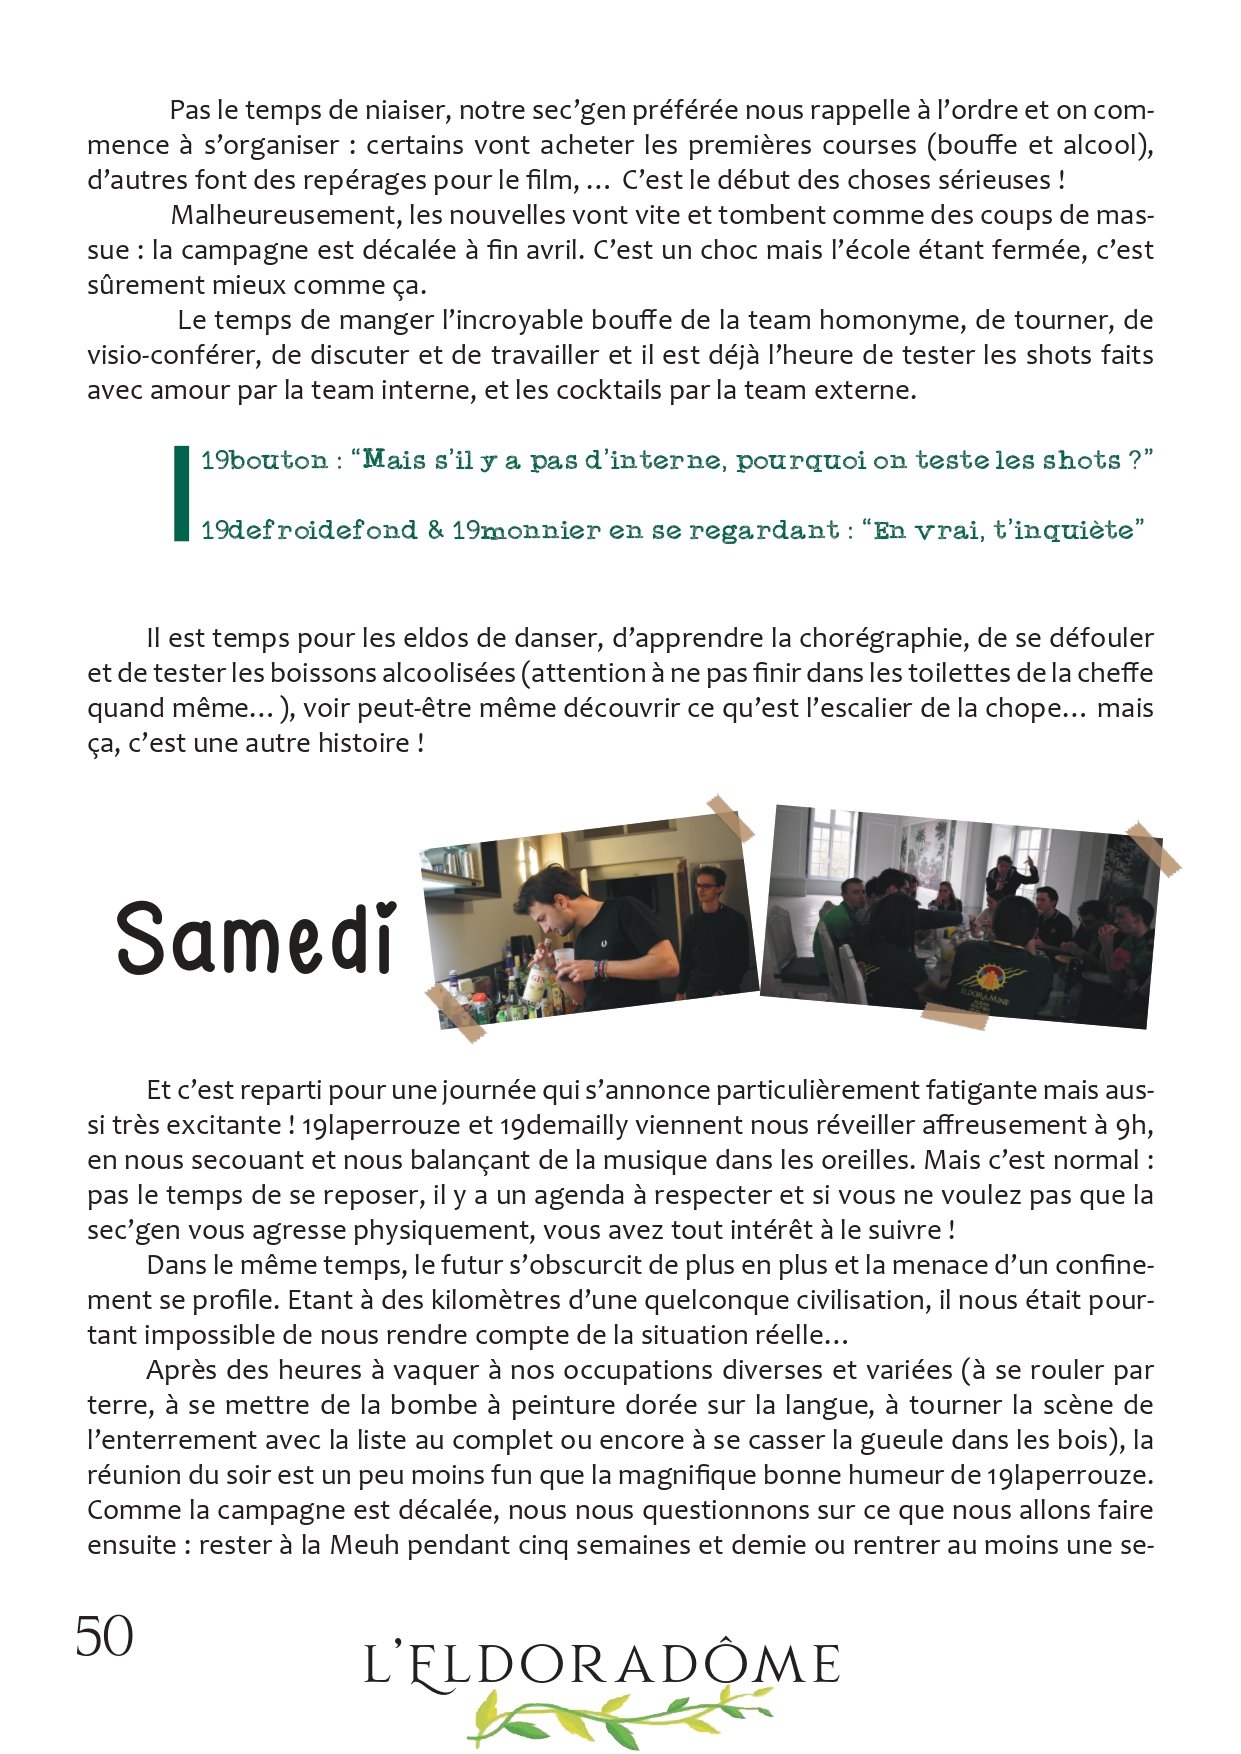 Pas le temps de niaiser, notre sec’gen préférée nous rappelle à l’ordre et on com-
mence à s’organiser : certains vont acheter les premières courses (bouffe et alcool),
d’autres font des repérages pour le film, … C’est le début des choses sérieuses !
Malheureusement, les nouvelles vont vite et tombent comme des coups de mas-
sue : la campagne est décalée à fin avril. C’est un choc mais l’école étant fermée, c’est
sûrement mieux comme ça.
Le temps de manger l’incroyable bouffe de la team homonyme, de tourner, de
visio-conférer, de discuter et de travailler et il est déjà l’heure de tester les shots faits
avec amour par la team interne, et les cocktails par la team externe.
19bouton : “Mais s’il y a pas d’interne, pourquoi on teste les shots ?”
19defroidefond & 19monnier en se regardant : “En vrai, t’inquiète”
Il est temps pour les eldos de danser, d’apprendre la chorégraphie, de se défouler
et de tester les boissons alcoolisées (attention à ne pas finir dans les toilettes de la cheffe
quand même… ), voir peut-être même découvrir ce qu’est l’escalier de la chope… mais
ça, c’est une autre histoire !
Samedi
GIN
ELDORAMINE
Et c’est reparti pour une journée qui s’annonce particulièrement fatigante mais aus-
si très excitante ! 19laperrouze et 19demailly viennent nous réveiller affreusement à 9h,
en nous secouant et nous balançant de la musique dans les oreilles. Mais c’est normal :
pas le temps de se reposer, il y a un agenda à respecter et si vous ne voulez pas que la
sec’gen vous agresse physiquement, vous avez tout intérêt à le suivre !
Dans le même temps, le futur s’obscurcit de plus en plus et la menace d’un confine-
ment se profile. Etant à des kilomètres d’une quelconque civilisation, il nous était pour-
tant impossible de nous rendre compte de la situation réelle…
Après des heures à vaquer à nos occupations diverses et variées (à se rouler par
terre, à se mettre de la bombe à peinture dorée sur la langue, à tourner la scène de
l’enterrement avec la liste au complet ou encore à se casser la gueule dans les bois), la
réunion du soir est un peu moins fun que la magnifique bonne humeur de 19laperrouze.
Comme la campagne est décalée, nous nous questionnons sur ce que nous allons faire
ensuite : rester à la Meuh pendant cinq semaines et demie ou rentrer au moins une se-
50
L’ELDORADÔME